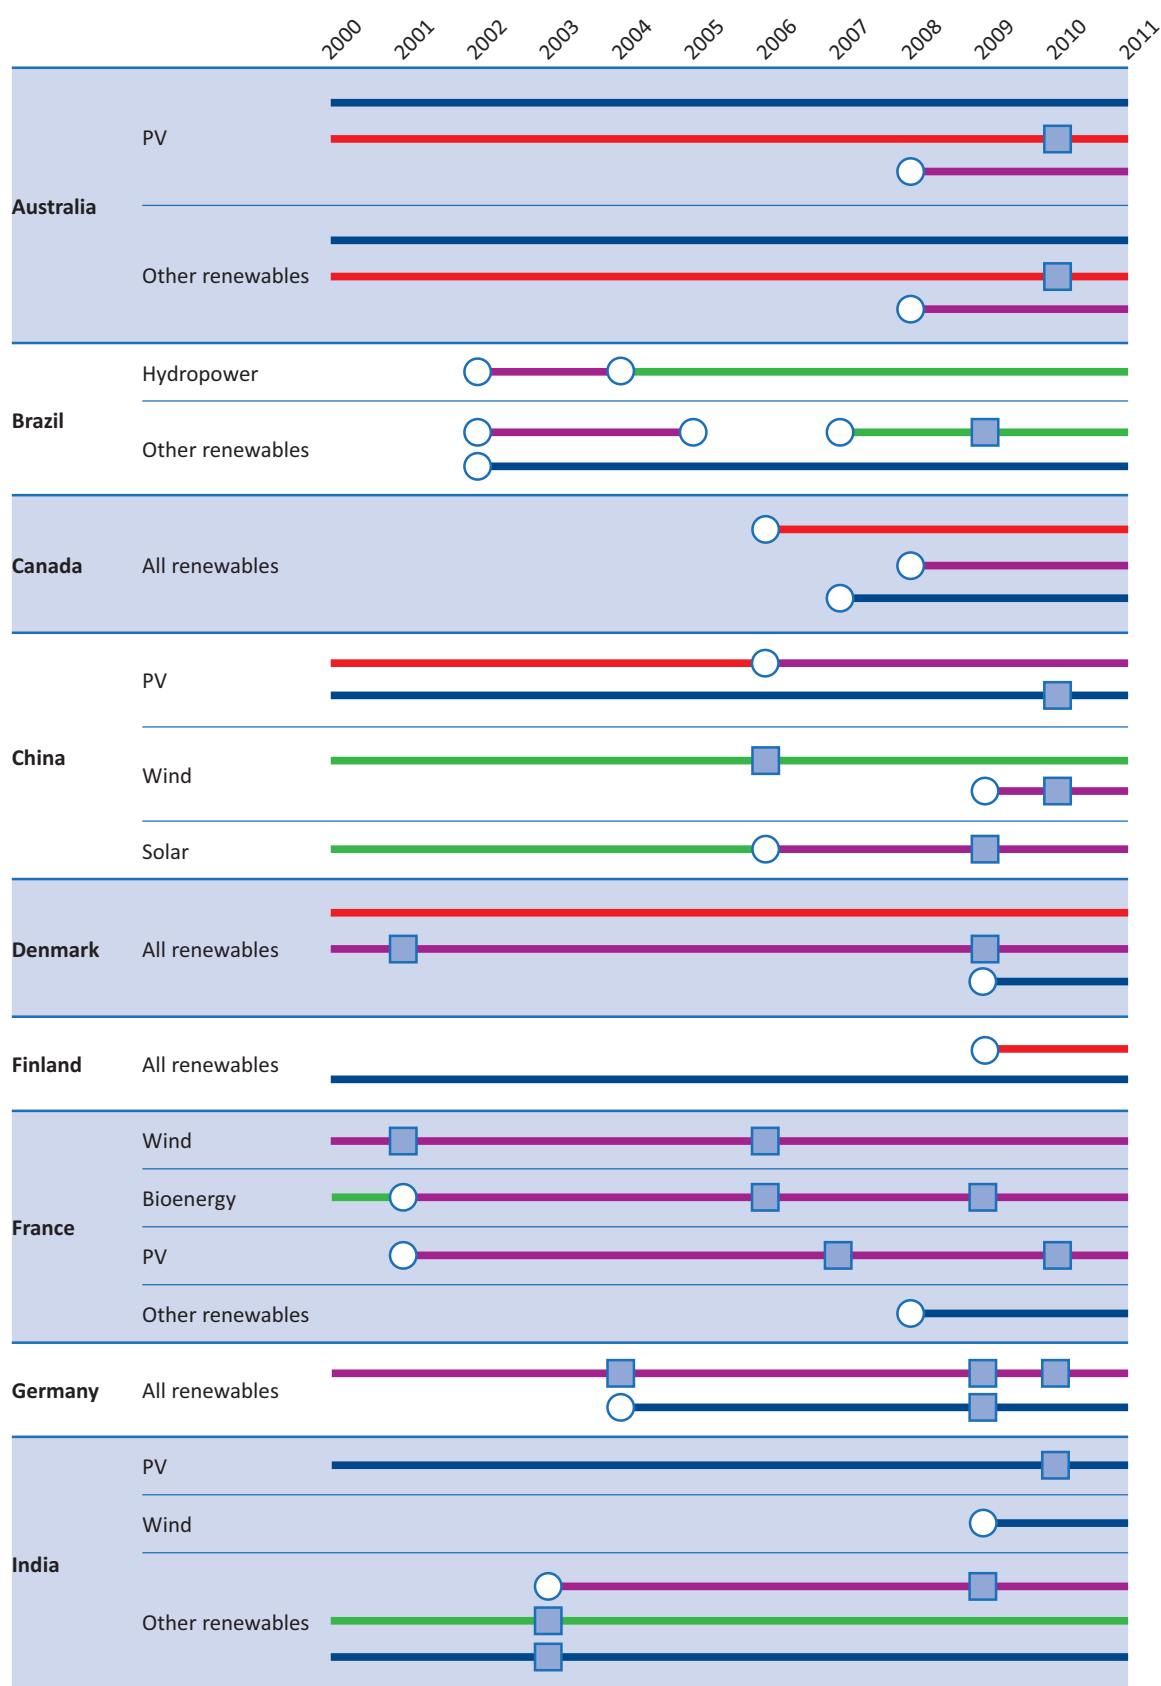 2000 2001 2002 2003 2004 2005 2006 2007 2008 2009 2010 2011
PV
Australia
Other renewables
Hydropower
Brazil
Other renewables
Canada All renewables
PV
China
Wind
Solar
Denmark All renewables
Finland All renewables
Wind
Bioenergy
France
PV
Other renewables
Germany All renewables
PV
Wind
India
Other renewables